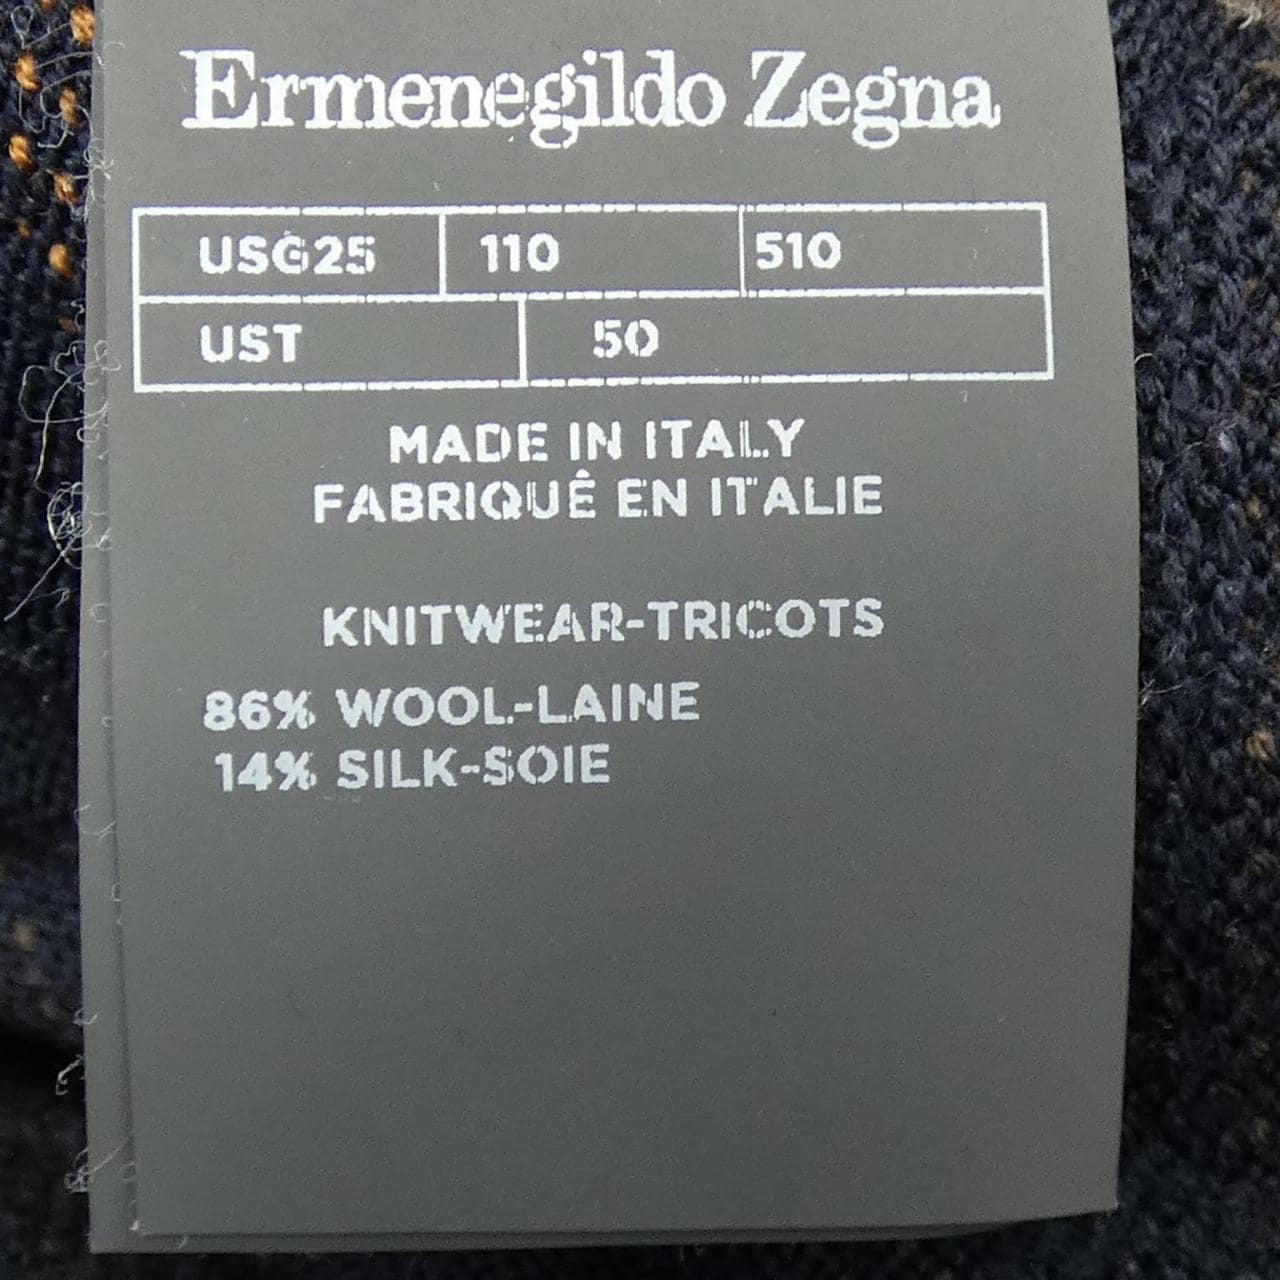 Ermenegildo Zegna
USG25 110 510
UST 50
MADE IN ITALY
FABRIQUÊ EN ITALIE
KNITWEAR-TRICOTS
86% WOOL-LAINE
14% SILK-SOIE